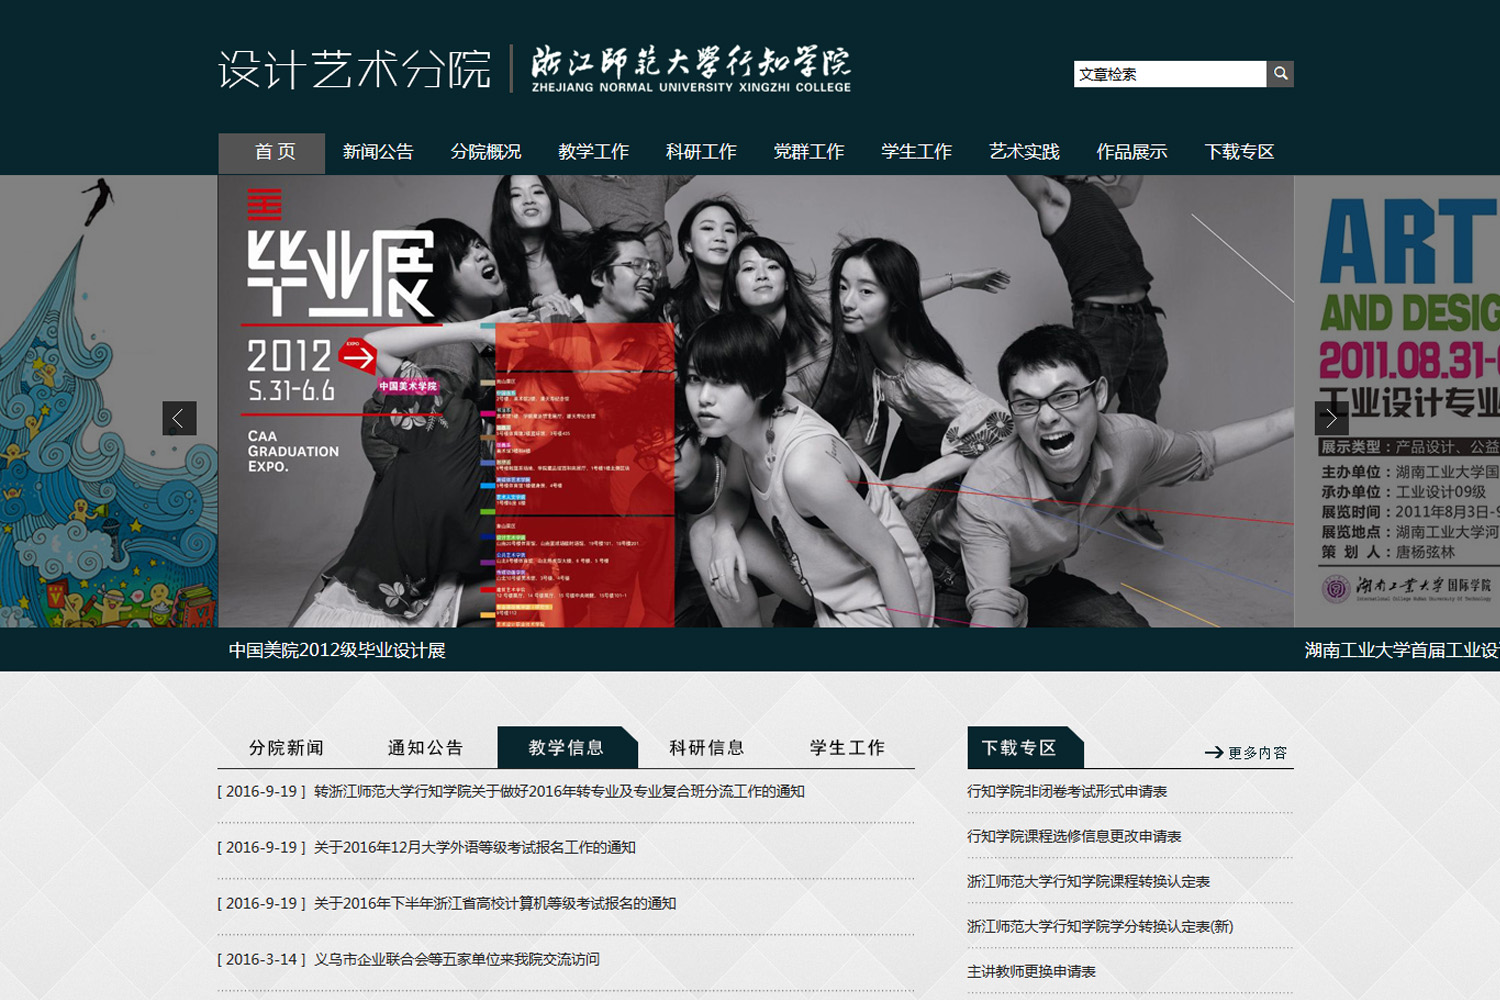 设计艺术分院
浙江師范大學行知学院
ZHEJIANG NORMAL UNIVERSITY XINGZHI COLLEGE
文章检索
首 页 新闻公告 分院概况 教学工作 科研工作 党群工作 学生工作 艺术实践 作品展示 下载专区
毕业展
2012
EXPO
5.31-6.6
中国美术学院
CAA
GRADUATION
EXPO.
ART
AND DESIG
2011.08.31-
工业设计专业
展示类型：产品设计、公益
主办单位：湖南工业大学国
承办单位：工业设计09级
展览时间：2011年8月3日-
展览地点：湖南工业大学河
策 划 人：唐杨弦林
湖南工业大学国际学院
中国美院2012级毕业设计展
湖南工业大学首届工业设
分院新闻 通知公告 教学信息 科研信息 学生工作
[ 2016-9-19 ] 转浙江师范大学行知学院关于做好2016年转专业及专业复合班分流工作的通知
[ 2016-9-19 ] 关于2016年12月大学外语等级考试报名工作的通知
[ 2016-9-19 ] 关于2016年下半年浙江省高校计算机等级考试报名的通知
[ 2016-3-14 ] 义乌市企业联合会等五家单位来我院交流访问
下载专区 更多内容
行知学院非闭卷考试形式申请表
行知学院课程选修信息更改申请表
浙江师范大学行知学院课程转换认定表
浙江师范大学行知学院学分转换认定表(新)
主讲教师更换申请表